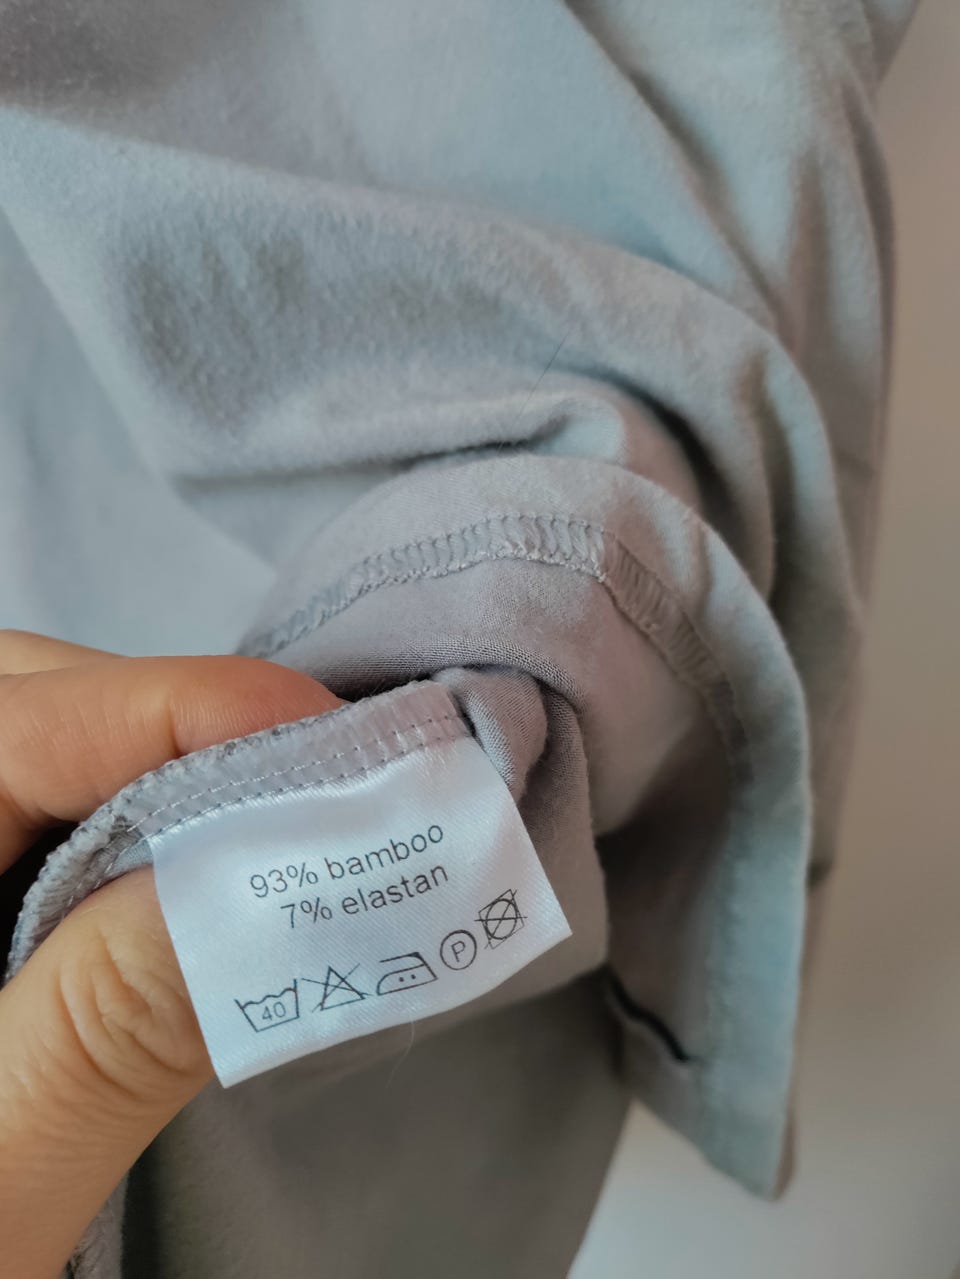 93% bamboo
7% elastan
40 P